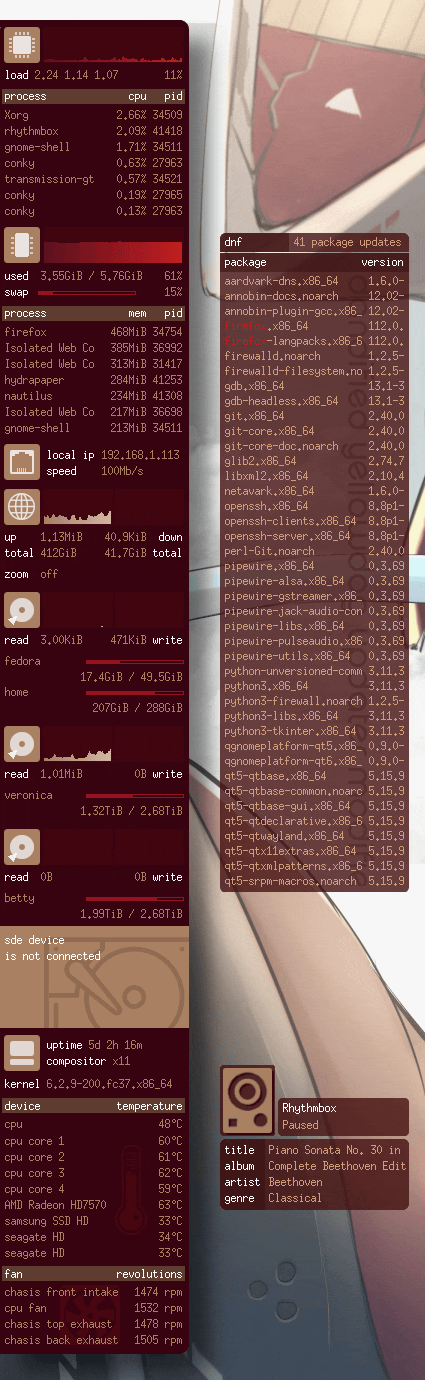 load 2.24 1.14 1.07 11%
process cpu pid
Xorg 2.66% 34509
rhythmbox 2.09% 41418
gnome-shell 1.71% 34511
conky 0.63% 27963
transmission-gt 0.57% 34521
conky 0.19% 27965
conky 0.13% 27963
used 3.55GiB / 5.76GiB 61%
swap 15%
process mem pid
firefox 468MiB 34754
Isolated Web Co 395MiB 36992
Isolated Web Co 313MiB 31417
hydrapaper 284MiB 41253
nautilus 234MiB 41308
Isolated Web Co 217MiB 36698
gnome-shell 213MiB 34511
local ip 192.168.1.113
speed 100Mb/s
up 1.13MiB 40.9KiB down
total 412GiB 41.7GiB total
zoom off
read 3.00KiB 471KiB write
fedora
17.4GiB / 49.5GiB
home
207GiB / 288GiB
read 1.01MiB 0B write
veronica
1.32TiB / 2.68TiB
read 0B 0B write
betty
1.99TiB / 2.68TiB
sde device
is not connected
uptime 5d 2h 16m
compositor x11
kernel 6.2.9-200.fc37.x86_64
device temperature
cpu 48°C
cpu core 1 60°C
cpu core 2 61°C
cpu core 3 62°C
cpu core 4 59°C
AMD Radeon HD7570 63°C
samsung SSD HD 33°C
seagate HD 34°C
seagate HD 33°C
fan revolutions
chasis front intake 1474 rpm
cpu fan 1532 rpm
chasis top exhaust 1478 rpm
chasis back exhaust 1505 rpm
dnf 41 package updates
package version
aardvark-dns.x86_64 1.6.0-
annobin-docs.noarch 12.02-
annobin-plugin-gcc.x86_ 12.02-
firefox.x86_64 112.0.
firefox-langpacks.x86_6 112.0.
firewalld.noarch 1.2.5-
firewalld-filesystem.no 1.2.5-
gdb.x86_64 13.1-3
gdb-headless.x86_64 13.1-3
git.x86_64 2.40.0
git-core.x86_64 2.40.0
git-core-doc.noarch 2.40.0
glib2.x86_64 2.74.7
libxml2.x86_64 2.10.4
netavark.x86_64 1.6.0-
openssh.x86_64 8.8p1-
openssh-clients.x86_64 8.8p1-
openssh-server.x86_64 8.8p1-
perl-Git.noarch 2.40.0
pipewire.x86_64 0.3.69
pipewire-alsa.x86_64 0.3.69
pipewire-gstreamer.x86_ 0.3.69
pipewire-jack-audio-con 0.3.69
pipewire-libs.x86_64 0.3.69
pipewire-pulseaudio.x86 0.3.69
pipewire-utils.x86_64 0.3.69
python-unversioned-comm 3.11.3
python3.x86_64 3.11.3
python3-firewall.noarch 1.2.5-
python3-libs.x86_64 3.11.3
python3-tkinter.x86_64 3.11.3
qgnomeplatform-qt5.x86_ 0.9.0-
qgnomeplatform-qt6.x86_ 0.9.0-
qt5-qtbase.x86_64 5.15.9
qt5-qtbase-common.noarc 5.15.9
qt5-qtbase-gui.x86_64 5.15.9
qt5-qtdeclarative.x86_6 5.15.9
qt5-qtwayland.x86_64 5.15.9
qt5-qtx11extras.x86_64 5.15.9
qt5-qtxmlpatterns.x86_6 5.15.9
qt5-srpm-macros.noarch 5.15.9
Rhythmbox
Paused
title Piano Sonata No. 30 in
album Complete Beethoven Edit
artist Beethoven
genre Classical